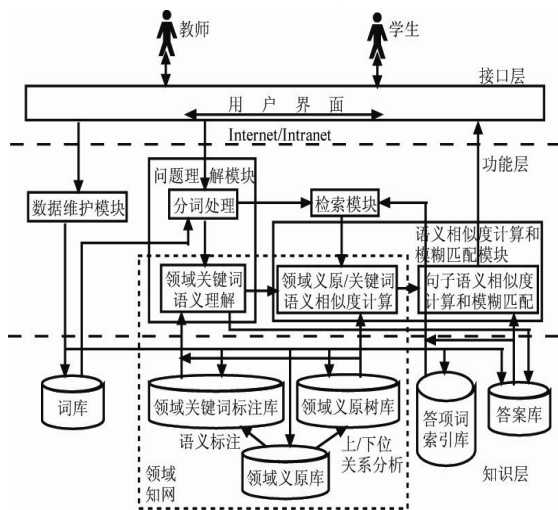 教师
学生
接口层
用 户 界 面
Internet/Intranet
功能层
问题理解模块
数据维护模块
分词处理
检索模块
语义相似度计算和
模糊匹配模块
领域关键词
语义理解
领域义原/关键词
语义相似度计算
句子语义相似度
计算和模糊匹配
词库
领域关键词标注库
领域义原树库
答项词
索引库
答案库
语义标注
上/下位
关系分析
领域
知网
领域义原库
知识层